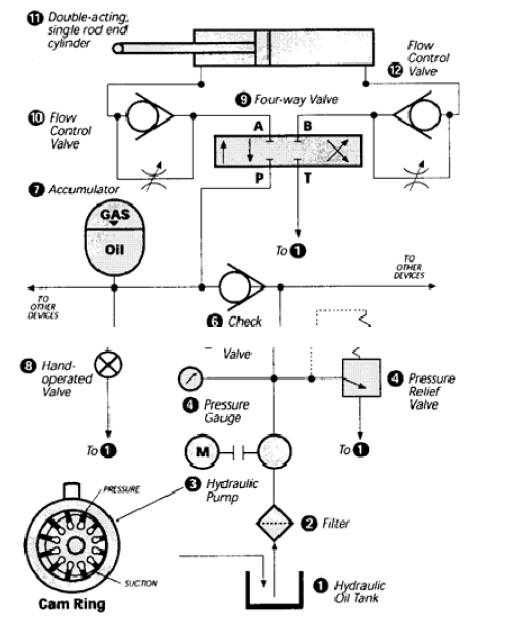 11 Double-acting,
single rod end
cylinder
Flow
Control
12 Valve
9 Four-way Valve
10 Flow
Control
Valve
A B
P T
7 Accumulator
GAS
Oil
To 1
TO
OTHER
DEVICES
TO
OTHER
DEVICES
6 Check
Valve
8 Hand-
operated
Valve
4 Pressure
Gauge
4 Pressure
Relief
Valve
To 1
To 1
M
3 Hydraulic
Pump
PRESSURE
2 Filter
SUCTION
1 Hydraulic
Oil Tank
Cam Ring